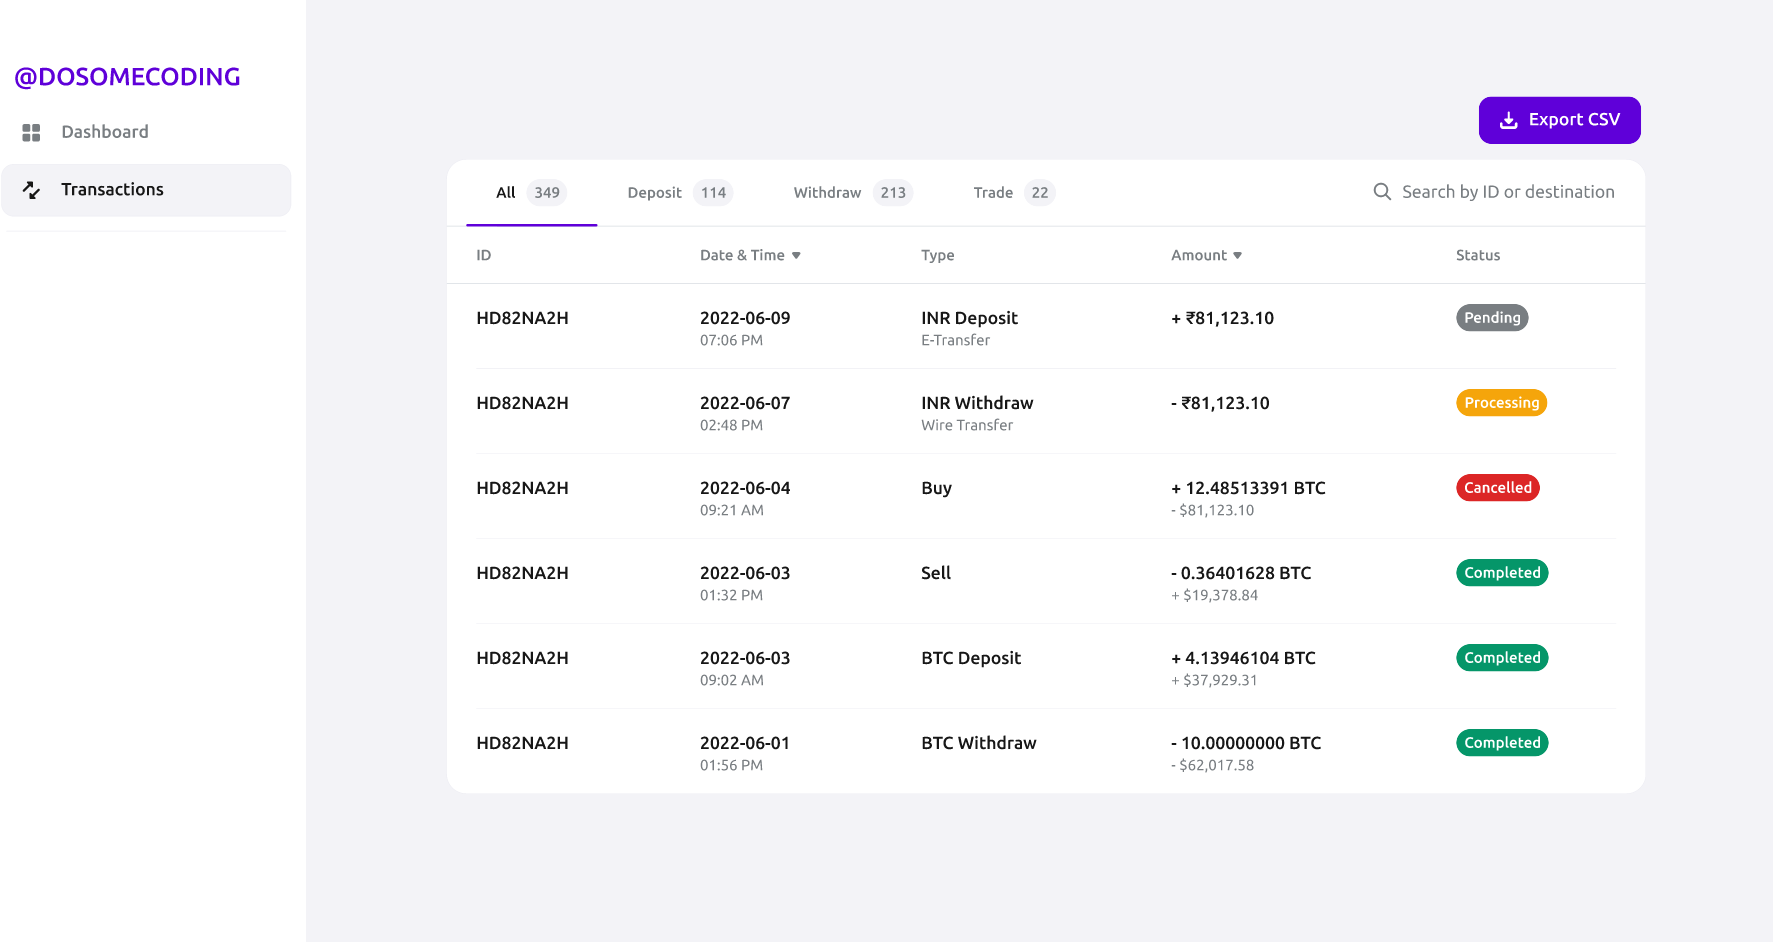 @DOSOMECODING
Dashboard
Transactions
Export CSV
All 349 Deposit 114 Withdraw 213 Trade 22 Search by ID or destination
ID Date & Time Type Amount Status
HD82NA2H 2022-06-09 INR Deposit + ₹81,123.10 Pending
07:06 PM E-Transfer
HD82NA2H 2022-06-07 INR Withdraw - ₹81,123.10 Processing
02:48 PM Wire Transfer
HD82NA2H 2022-06-04 Buy + 12.48513391 BTC Cancelled
09:21 AM - $81,123.10
HD82NA2H 2022-06-03 Sell - 0.36401628 BTC Completed
01:32 PM + $19,378.84
HD82NA2H 2022-06-03 BTC Deposit + 4.13946104 BTC Completed
09:02 AM + $37,929.31
HD82NA2H 2022-06-01 BTC Withdraw - 10.00000000 BTC Completed
01:56 PM - $62,017.58